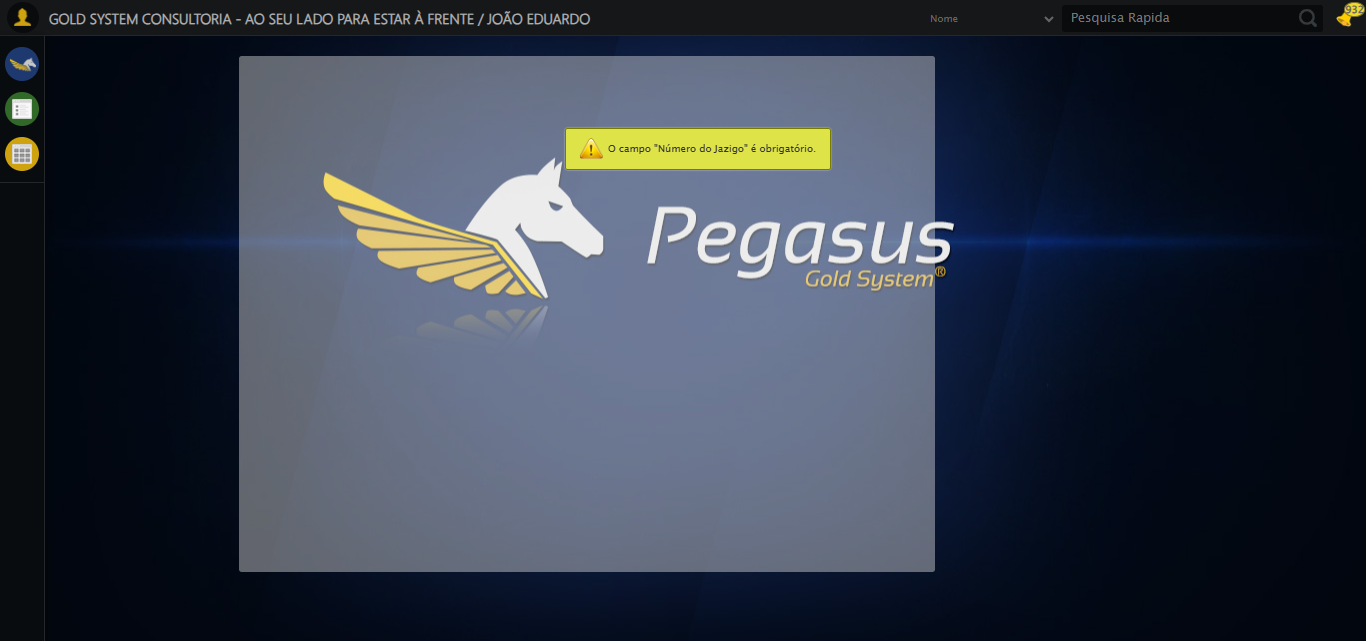 GOLD SYSTEM CONSULTORIA - AO SEU LADO PARA ESTAR À FRENTE / JOÃO EDUARDO
Nome
Pesquisa Rapida
932
O campo "Número do Jazigo" é obrigatório.
Pegasus
Gold System®